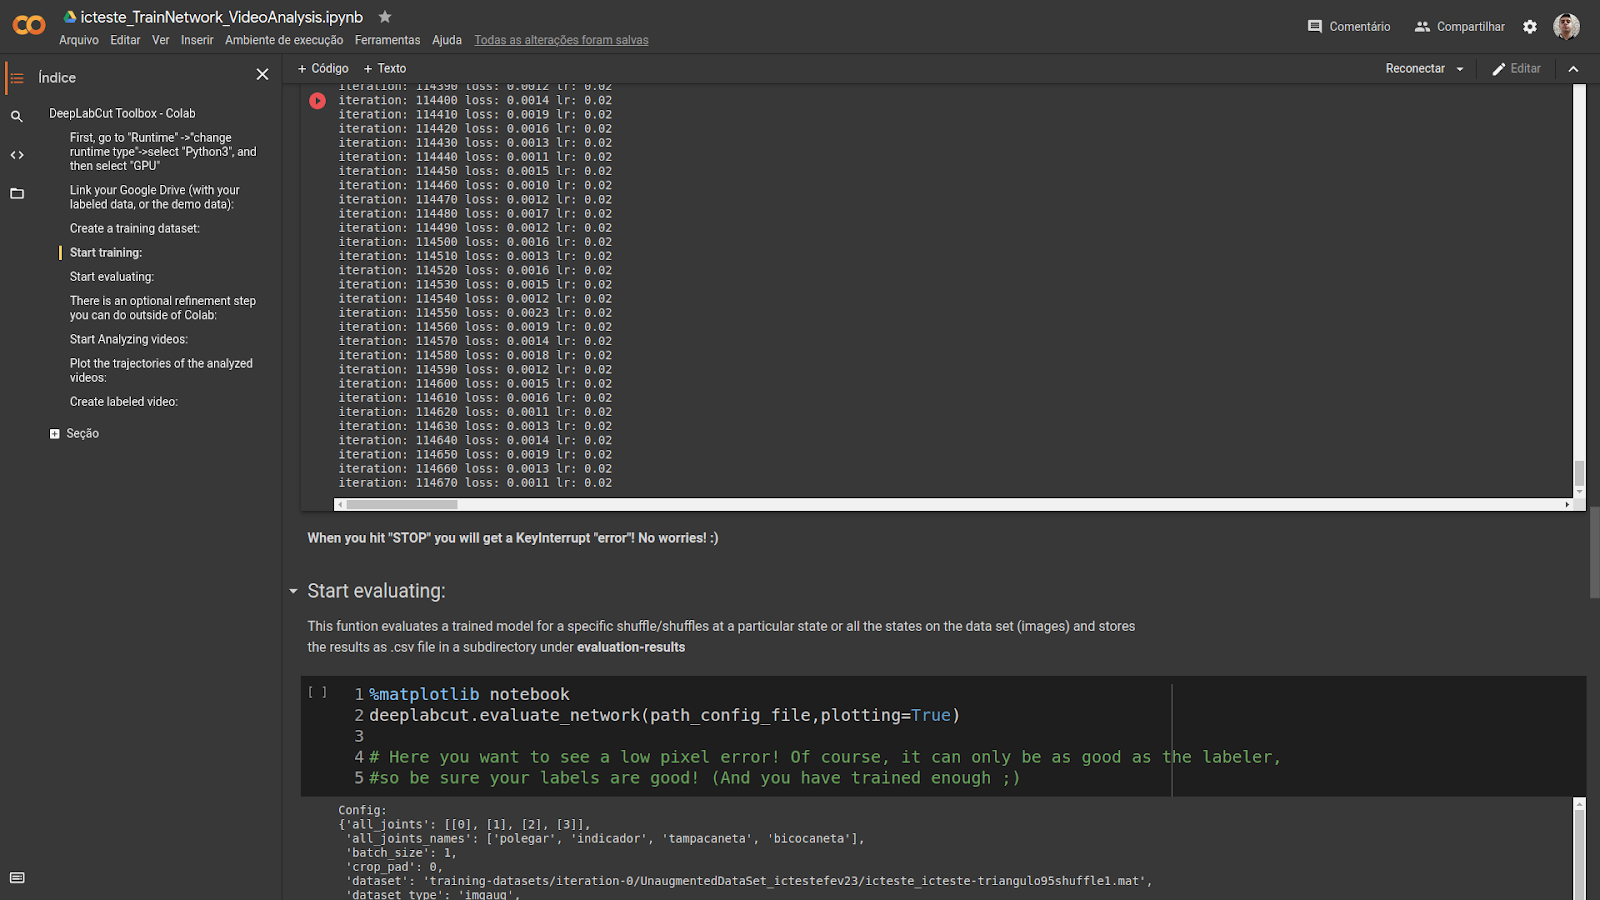 icteste_TrainNetwork_VideoAnalysis.ipynb
Arquivo Editar Ver Inserir Ambiente de execução Ferramentas Ajuda Todas as alterações foram salvas
Comentário Compartilhar
Índice
+ Código + Texto
Reconectar Editar
DeepLabCut Toolbox - Colab
First, go to "Runtime" ->"change
runtime type"->select "Python3", and
then select "GPU"
Link your Google Drive (with your
labeled data, or the demo data):
Create a training dataset:
Start training:
Start evaluating:
There is an optional refinement step
you can do outside of Colab:
Start Analyzing videos:
Plot the trajectories of the analyzed
videos:
Create labeled video:
Seção
iteration: 114390 loss: 0.0012 lr: 0.02
iteration: 114400 loss: 0.0014 lr: 0.02
iteration: 114410 loss: 0.0019 lr: 0.02
iteration: 114420 loss: 0.0016 lr: 0.02
iteration: 114430 loss: 0.0013 lr: 0.02
iteration: 114440 loss: 0.0011 lr: 0.02
iteration: 114450 loss: 0.0015 lr: 0.02
iteration: 114460 loss: 0.0010 lr: 0.02
iteration: 114470 loss: 0.0012 lr: 0.02
iteration: 114480 loss: 0.0017 lr: 0.02
iteration: 114490 loss: 0.0012 lr: 0.02
iteration: 114500 loss: 0.0016 lr: 0.02
iteration: 114510 loss: 0.0013 lr: 0.02
iteration: 114520 loss: 0.0016 lr: 0.02
iteration: 114530 loss: 0.0015 lr: 0.02
iteration: 114540 loss: 0.0012 lr: 0.02
iteration: 114550 loss: 0.0023 lr: 0.02
iteration: 114560 loss: 0.0019 lr: 0.02
iteration: 114570 loss: 0.0014 lr: 0.02
iteration: 114580 loss: 0.0018 lr: 0.02
iteration: 114590 loss: 0.0012 lr: 0.02
iteration: 114600 loss: 0.0015 lr: 0.02
iteration: 114610 loss: 0.0016 lr: 0.02
iteration: 114620 loss: 0.0011 lr: 0.02
iteration: 114630 loss: 0.0013 lr: 0.02
iteration: 114640 loss: 0.0014 lr: 0.02
iteration: 114650 loss: 0.0019 lr: 0.02
iteration: 114660 loss: 0.0013 lr: 0.02
iteration: 114670 loss: 0.0011 lr: 0.02
When you hit "STOP" you will get a KeyInterrupt "error"! No worries! :)
Start evaluating:
This funtion evaluates a trained model for a specific shuffle/shuffles at a particular state or all the states on the data set (images) and stores
the results as .csv file in a subdirectory under evaluation-results
[ ] 1 %matplotlib notebook
2 deeplabcut.evaluate_network(path_config_file,plotting=True)
3
4 # Here you want to see a low pixel error! Of course, it can only be as good as the labeler,
5 #so be sure your labels are good! (And you have trained enough ;)
Config:
{'all_joints': [[0], [1], [2], [3]],
'all_joints_names': ['polegar', 'indicador', 'tampacaneta', 'bicocaneta'],
'batch_size': 1,
'crop_pad': 0,
'dataset': 'training-datasets/iteration-0/UnaugmentedDataSet_ictestefev23/icteste_icteste-triangulo95shuffle1.mat',
'dataset_type': 'imgaug',